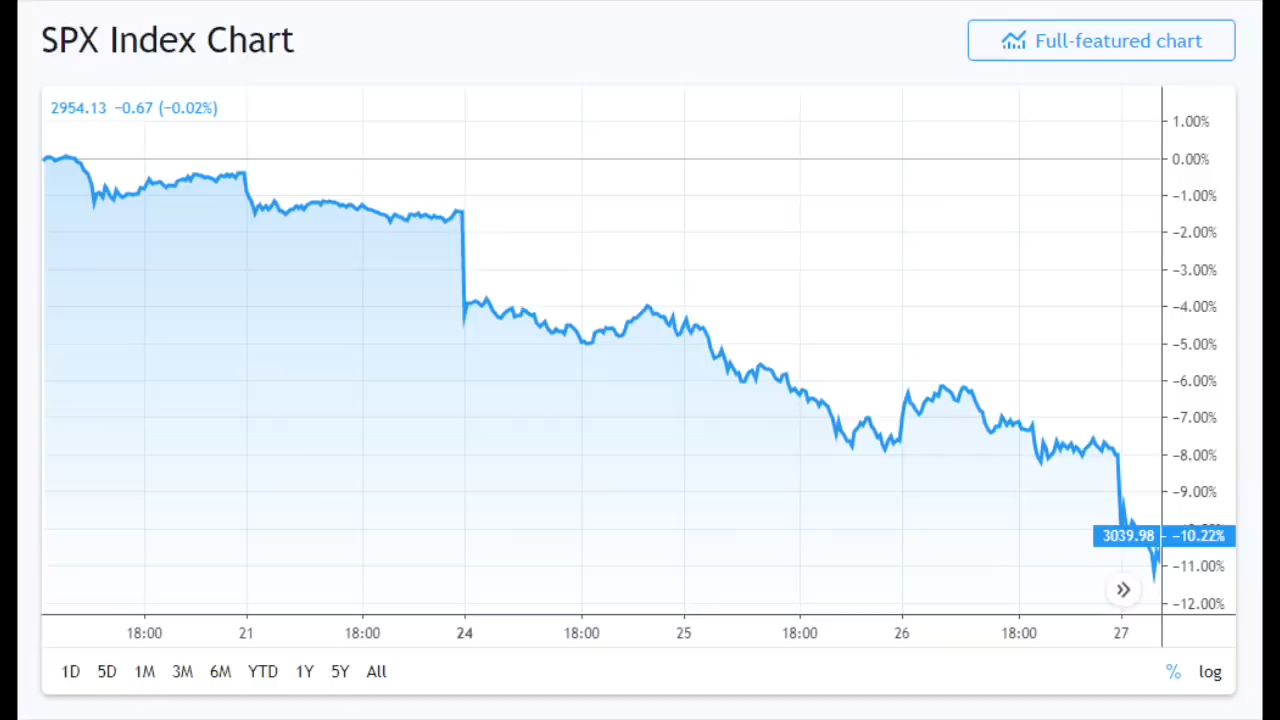 SPX Index Chart
Full-featured chart
2954.13 −0.67 (−0.02%)
1.00%
0.00%
−1.00%
−2.00%
−3.00%
−4.00%
−5.00%
−6.00%
−7.00%
−8.00%
−9.00%
3039.98 −10.22%
−11.00%
−12.00%
18:00 21 18:00 24 18:00 25 18:00 26 18:00 27
1D 5D 1M 3M 6M YTD 1Y 5Y All % log